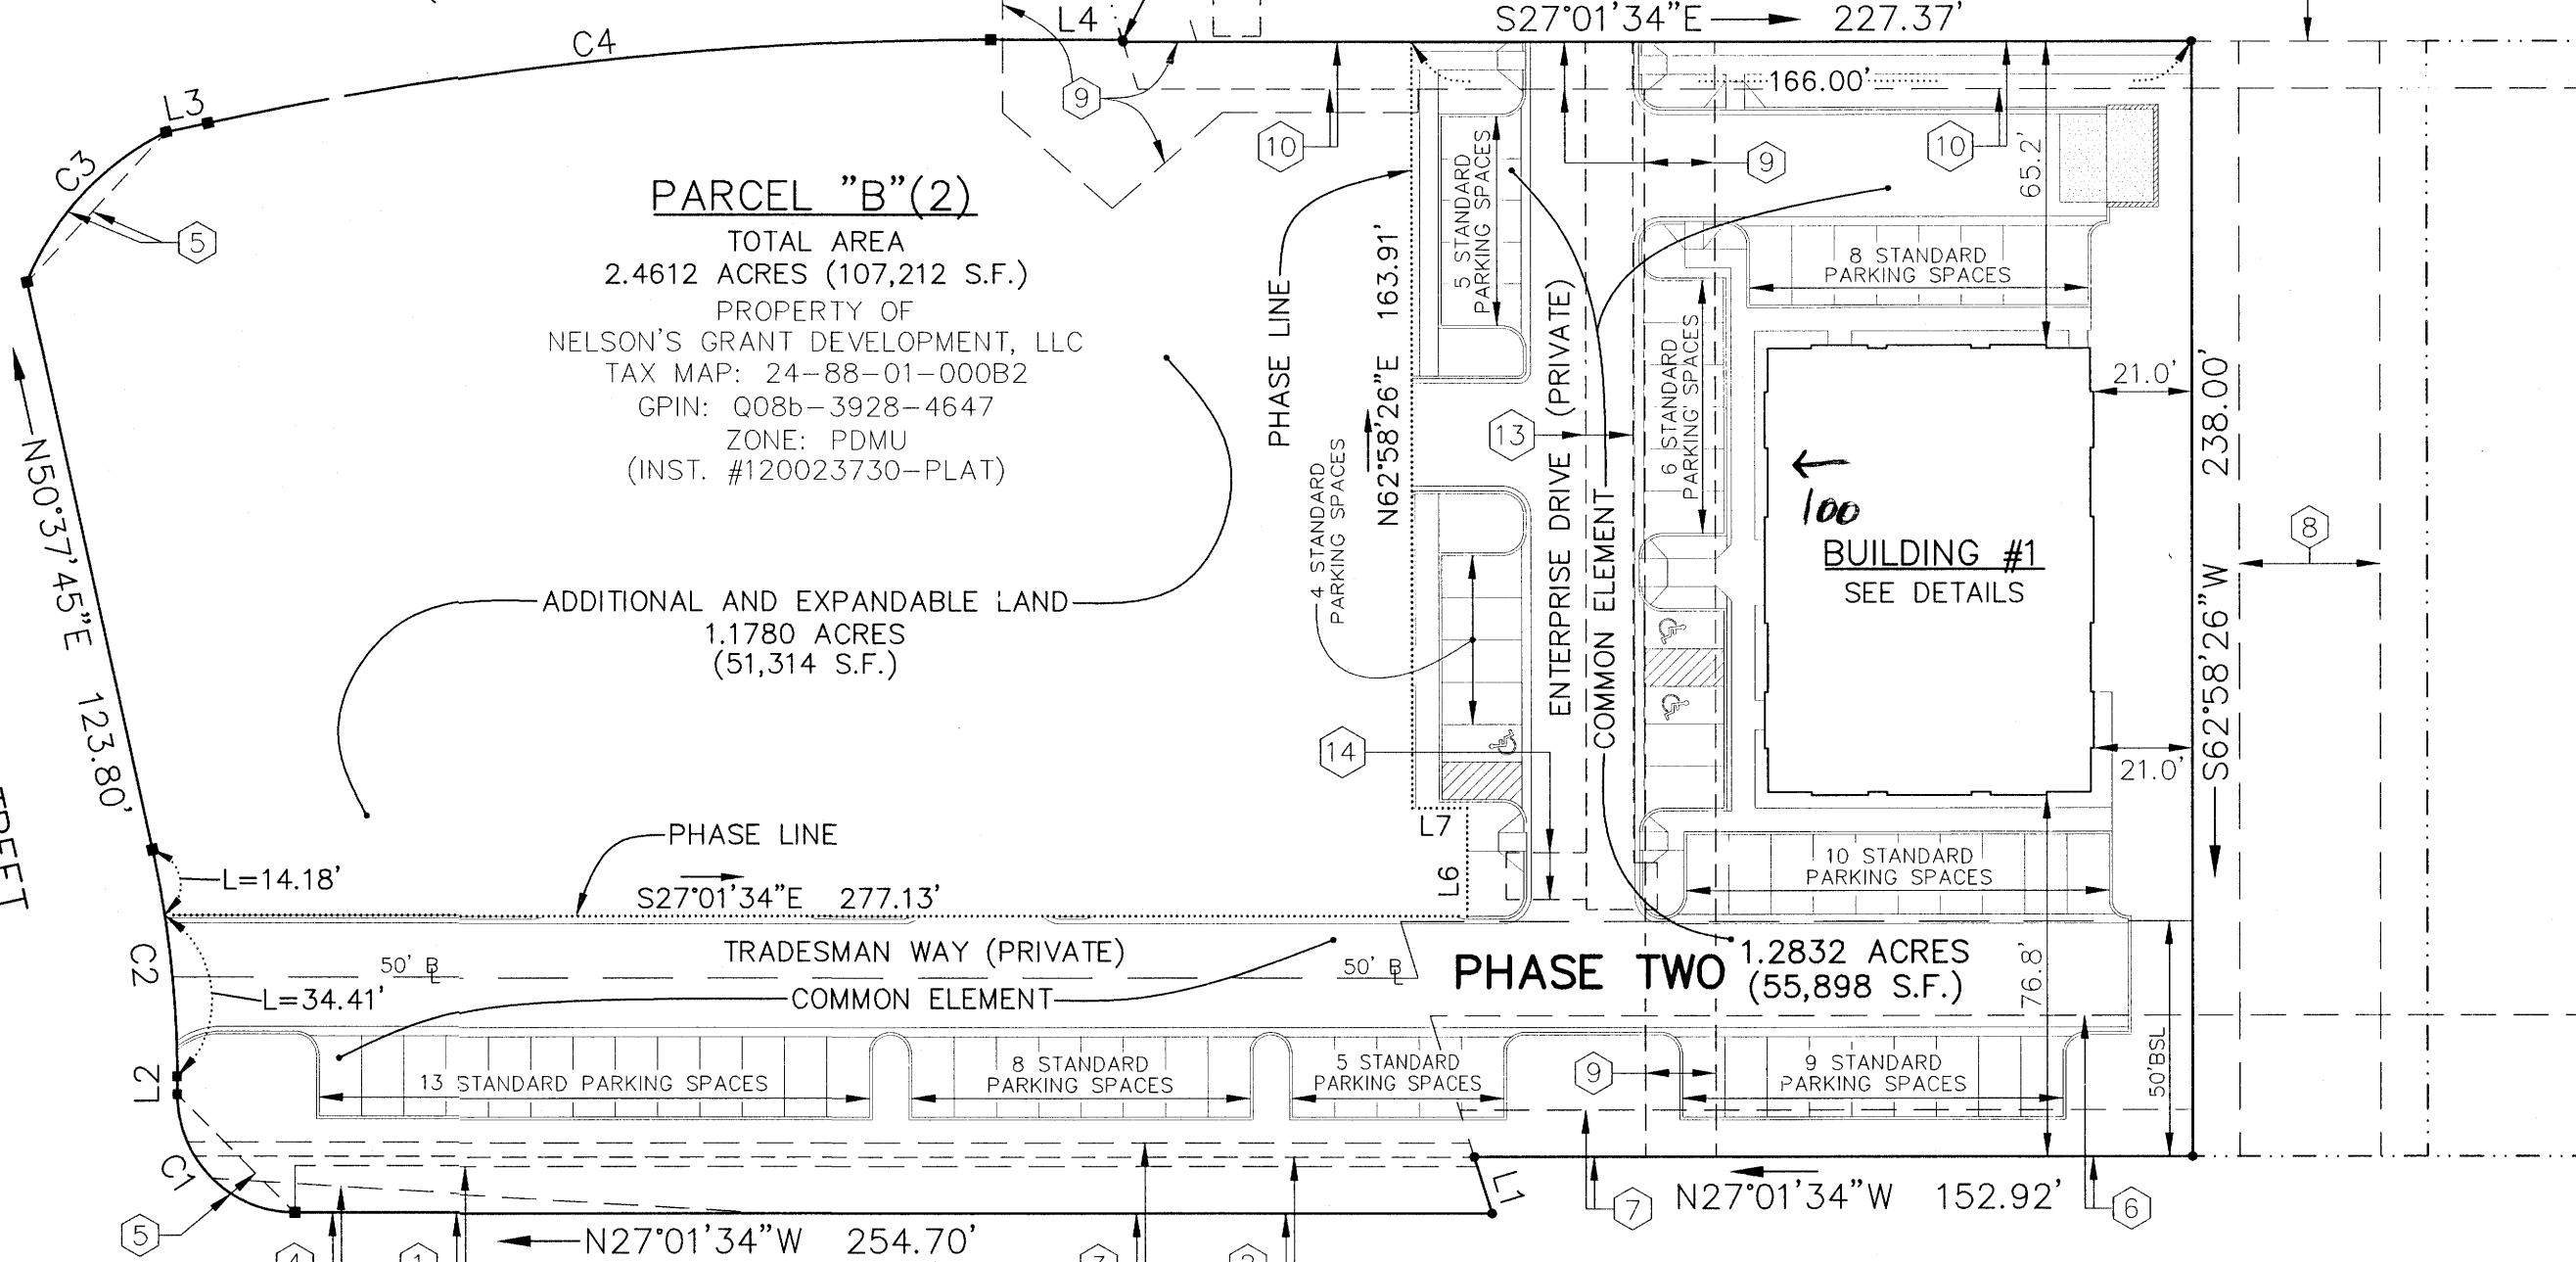 L4
S27°01'34"E
227.37'
C4
L3
C3
9
10
166.00'
5
PARCEL "B"(2)
TOTAL AREA
2.4612 ACRES (107,212 S.F.)
PROPERTY OF
NELSON'S GRANT DEVELOPMENT, LLC
TAX MAP: 24-88-01-000B2
GPIN: Q08b-3928-4647
ZONE: PDMU
(INST. #120023730-PLAT)
PHASE LINE
N62°58'26"E 163.91'
5 STANDARD
PARKING SPACES
9
10
65.2'
8 STANDARD
PARKING SPACES
ENTERPRISE DRIVE (PRIVATE)
COMMON ELEMENT
13
6 STANDARD
PARKING SPACES
4 STANDARD
PARKING SPACES
100
BUILDING #1
SEE DETAILS
21.0'
238.00'
S62°58'26"W
8
21.0'
N50°37'45"E 123.80'
ADDITIONAL AND EXPANDABLE LAND
1.1780 ACRES
(51,314 S.F.)
14
L7
L6
TREET
PHASE LINE
L=14.18'
S27°01'34"E 277.13'
10 STANDARD
PARKING SPACES
C2
TRADESMAN WAY (PRIVATE)
50' BL
50' BL
L=34.41'
COMMON ELEMENT
PHASE TWO
1.2832 ACRES
(55,898 S.F.)
76.8'
50'BSL
L2
13 STANDARD PARKING SPACES
8 STANDARD
PARKING SPACES
5 STANDARD
PARKING SPACES
9
9 STANDARD
PARKING SPACES
C1
L1
5
N27°01'34"W 152.92'
7
6
N27°01'34"W 254.70'
4
1
3
2